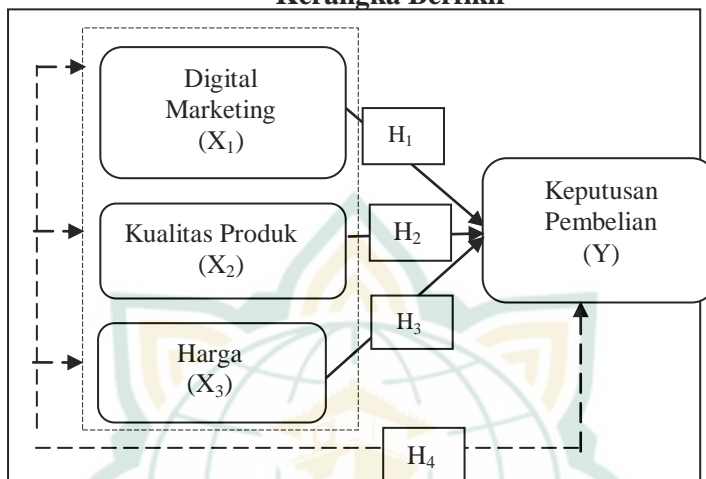 Kerangka Berfikir
Digital
Marketing
(X₁)
H₁
Kualitas Produk
(X₂)
H₂
Harga
(X₃)
H₃
Keputusan
Pembelian
(Y)
H₄